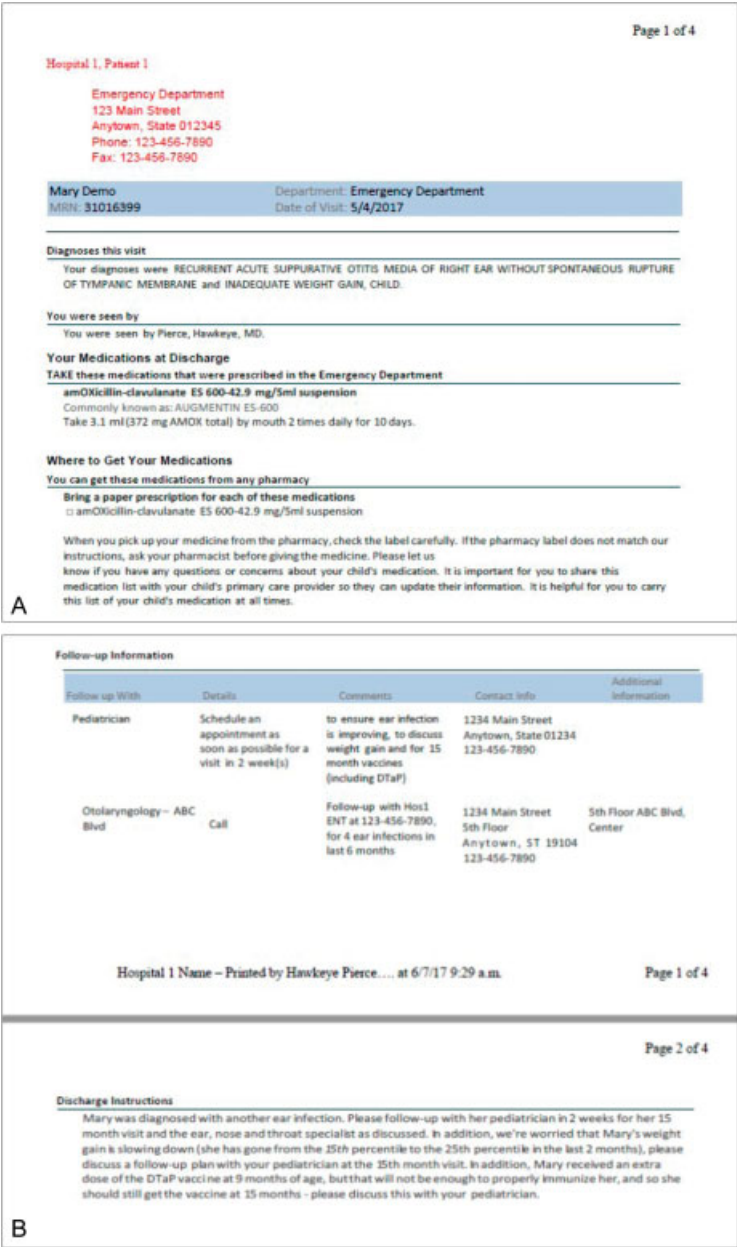 Page 1 of 4
Hospital 1, Patient 1
Emergency Department
123 Main Street
Anytown, State 012345
Phone: 123-456-7890
Fax: 123-456-7890
Mary Demo Department: Emergency Department
MRN: 31016399 Date of Visit: 5/4/2017
Diagnoses this visit
Your diagnoses were RECURRENT ACUTE SUPPURATIVE OTITIS MEDIA OF RIGHT EAR WITHOUT SPONTANEOUS RUPTURE
OF TYMPANIC MEMBRANE and INADEQUATE WEIGHT GAIN, CHILD.
You were seen by
You were seen by Pierce, Hawkeye, MD.
Your Medications at Discharge
TAKE these medications that were prescribed in the Emergency Department
amOXicillin-clavulanate ES 600-42.9 mg/5ml suspension
Commonly known as: AUGMENTIN ES-600
Take 3.1 ml (372 mg AMOX total) by mouth 2 times daily for 10 days.
Where to Get Your Medications
You can get these medications from any pharmacy
Bring a paper prescription for each of these medications
□ amOXicillin-clavulanate ES 600-42.9 mg/5ml suspension
When you pick up your medicine from the pharmacy, check the label carefully. If the pharmacy label does not match our
instructions, ask your pharmacist before giving the medicine. Please let us
know if you have any questions or concerns about your child's medication. It is important for you to share this
medication list with your child's primary care provider so they can update their information. It is helpful for you to carry
this list of your child's medication at all times.
A
Follow-up Information
Additional
Follow up With Details Comments Contact Info Information
Pediatrician Schedule an to ensure ear infection 1234 Main Street
appointment as is improving, to discuss Anytown, State 01234
soon as possible for a weight gain and for 15 123-456-7890
visit in 2 week(s) month vaccines
(including DTaP)
Otolaryngology – ABC Follow-up with Hos1 1234 Main Street 5th Floor ABC Blvd,
Blvd Call ENT at 123-456-7890, 5th Floor Center
for 4 ear infections in Anytown, ST 19104
last 6 months 123-456-7890
Hospital 1 Name – Printed by Hawkeye Pierce.... at 6/7/17 9:29 a.m. Page 1 of 4
Page 2 of 4
Discharge Instructions
Mary was diagnosed with another ear infection. Please follow-up with her pediatrician in 2 weeks for her 15
month visit and the ear, nose and throat specialist as discussed. In addition, we're worried that Mary's weight
gain is slowing down (she has gone from the 35th percentile to the 25th percentile in the last 2 months), please
discuss a follow-up plan with your pediatrician at the 15th month visit. In addition, Mary received an extra
dose of the DTaP vaccine at 9 months of age, but that will not be enough to properly immunize her, and so she
should still get the vaccine at 15 months - please discuss this with your pediatrician.
B